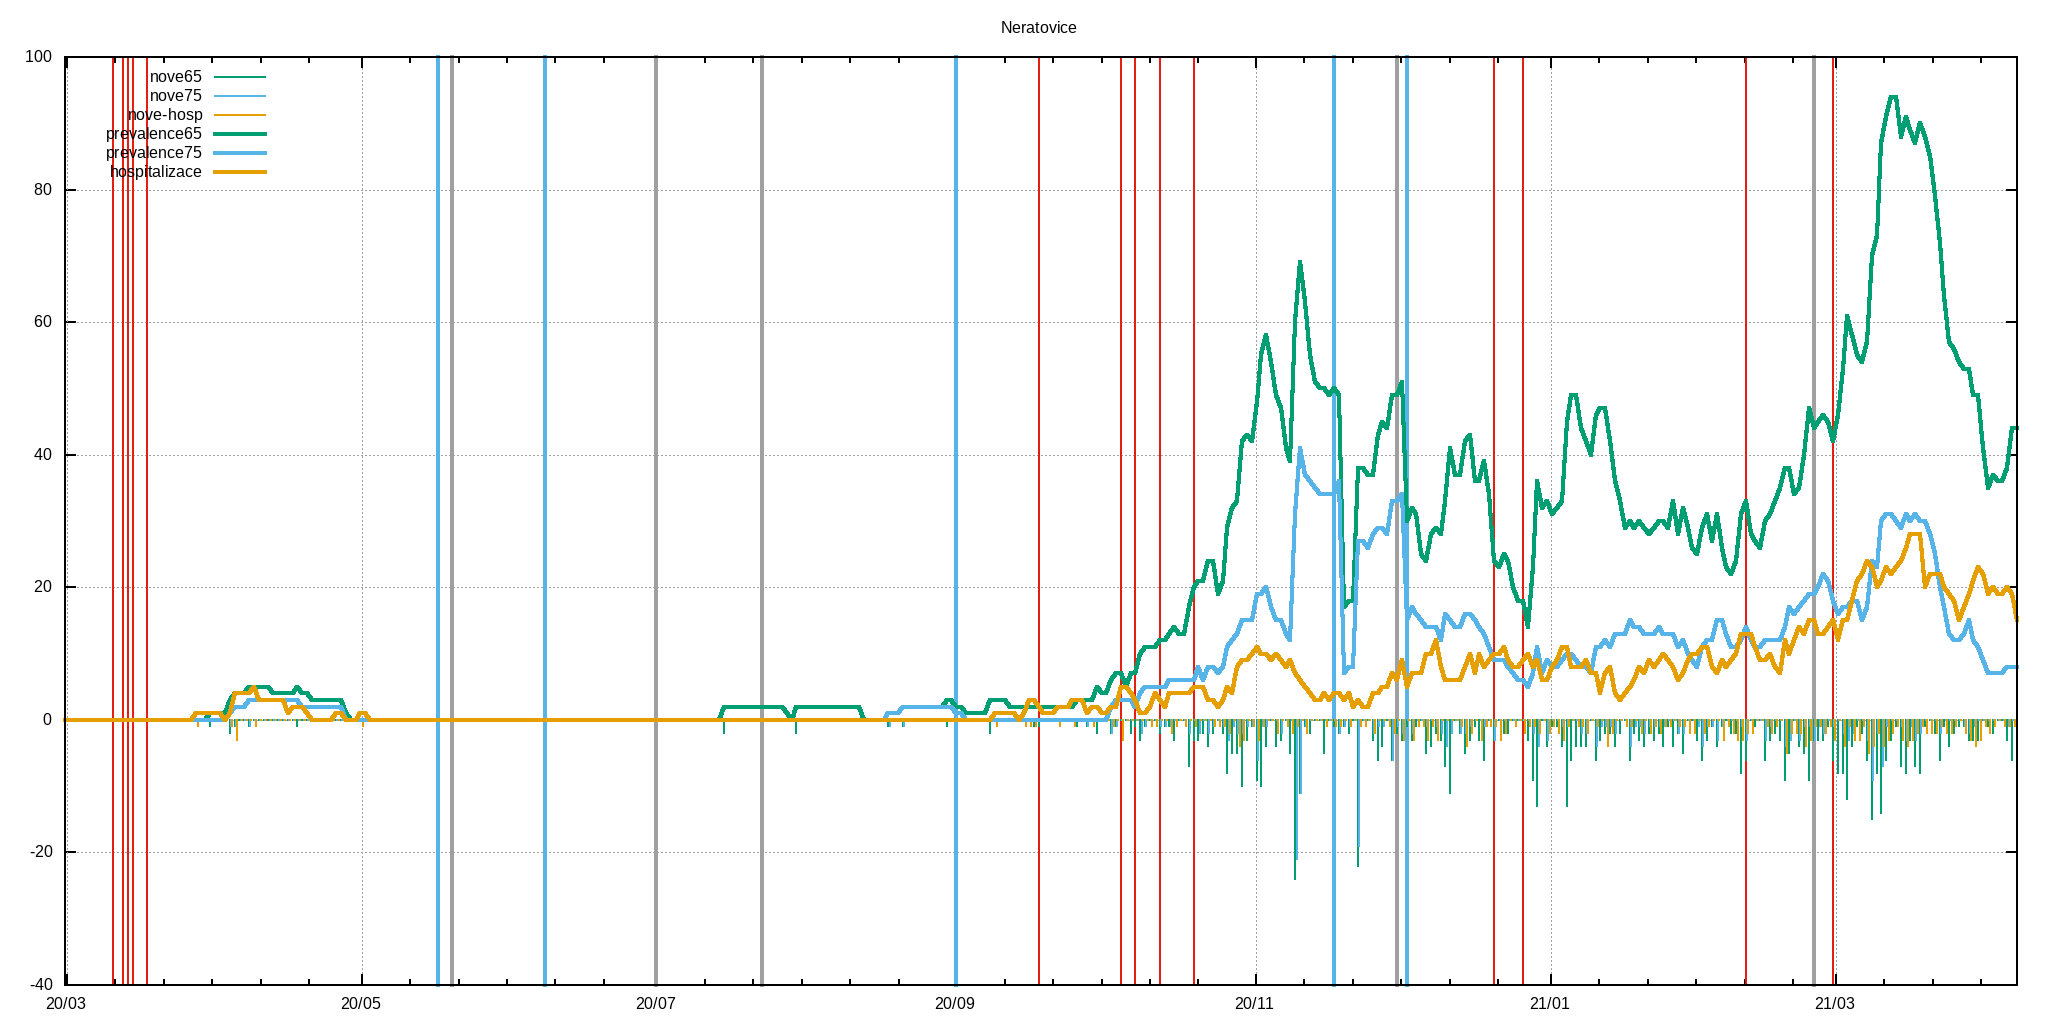 Neratovice
100
80
60
40
20
0
-20
-40
nove65
nove75
nove-hosp
prevalence65
prevalence75
hospitalizace
20/03 20/05 20/07 20/09 20/11 21/01 21/03